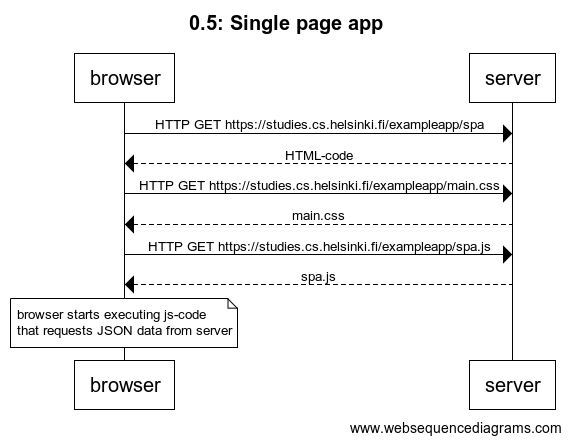 0.5: Single page app
browser
server
HTTP GET https://studies.cs.helsinki.fi/exampleapp/spa
HTML-code
HTTP GET https://studies.cs.helsinki.fi/exampleapp/main.css
main.css
HTTP GET https://studies.cs.helsinki.fi/exampleapp/spa.js
spa.js
browser starts executing js-code
that requests JSON data from server
browser
server
www.websequencediagrams.com